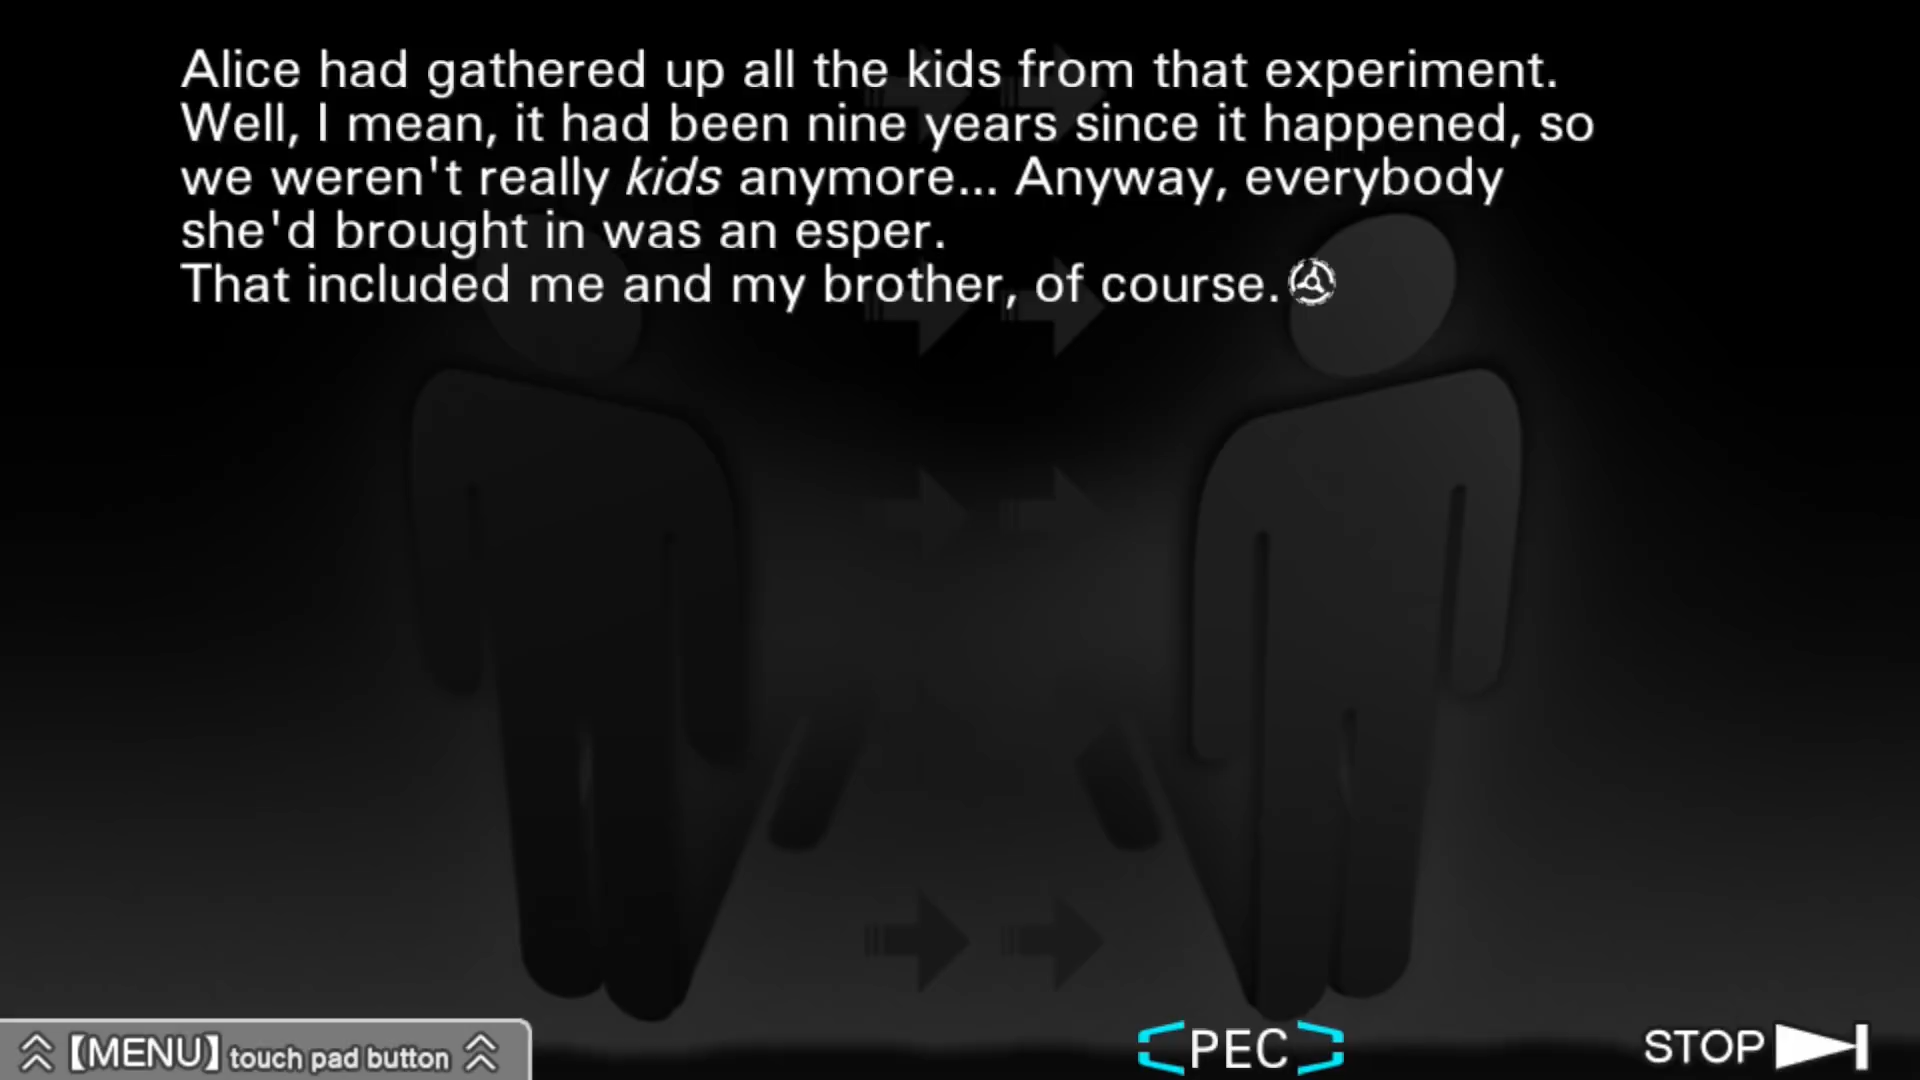 Alice had gathered up all the kids from that experiment.
Well, I mean, it had been nine years since it happened, so
we weren't really kids anymore... Anyway, everybody
she'd brought in was an esper.
That included me and my brother, of course.
【MENU】touch pad button
PEC
STOP